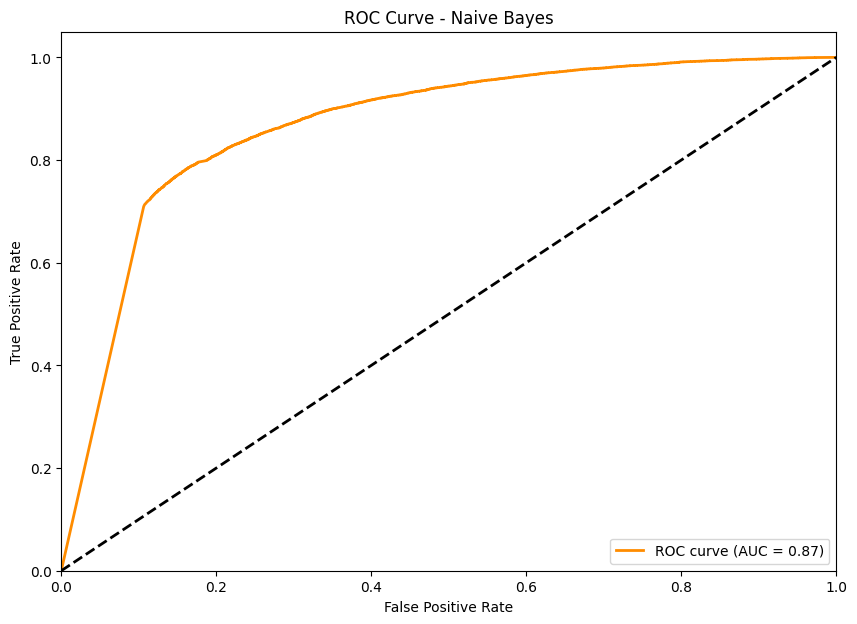 ROC Curve - Naive Bayes
1.0
0.8
0.6
0.4
0.2
0.0
True Positive Rate
0.0 0.2 0.4 0.6 0.8 1.0
False Positive Rate
ROC curve (AUC = 0.87)